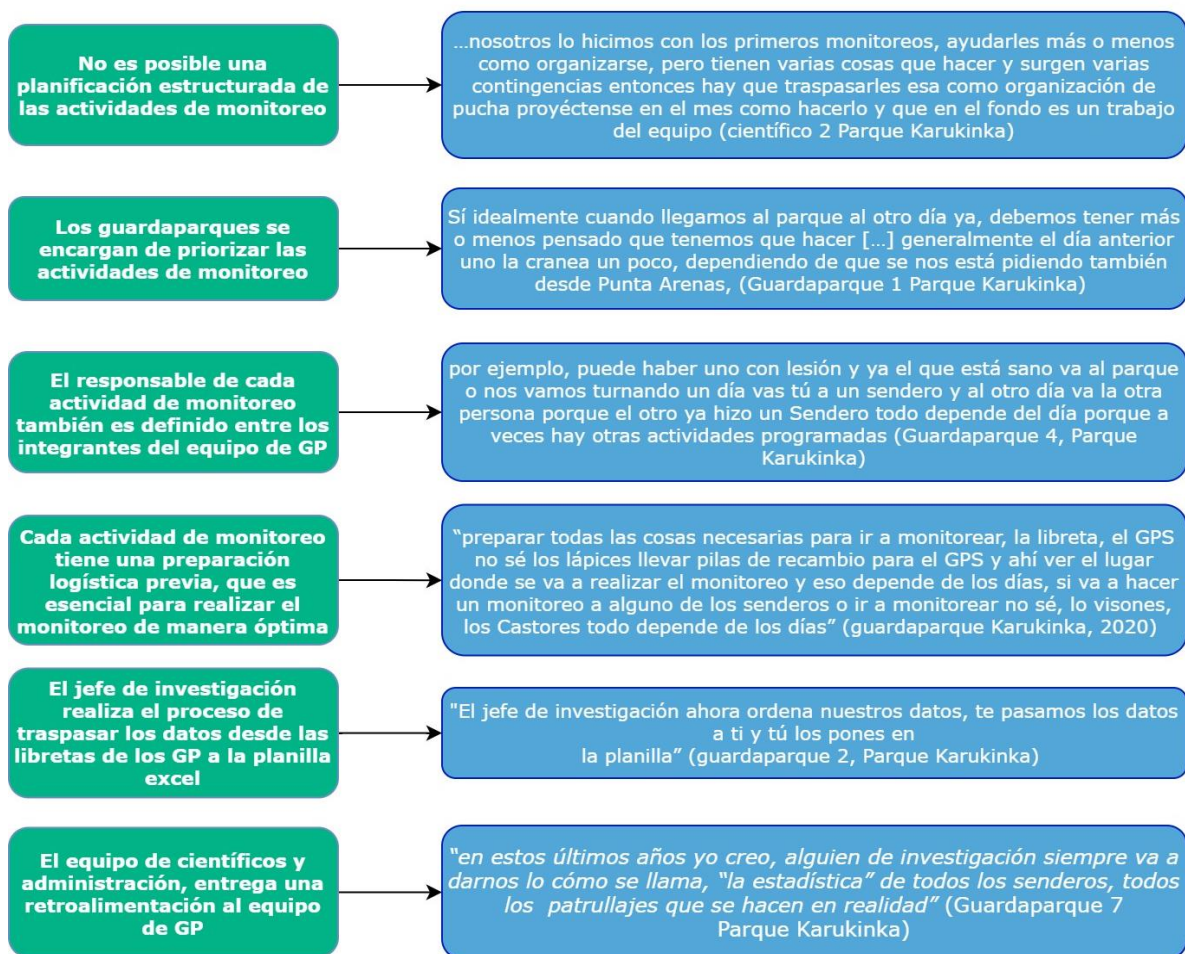 No es posible una
planificación estructurada de
las actividades de monitoreo
…nosotros lo hicimos con los primeros monitoreos, ayudarles más o menos
como organizarse, pero tienen varias cosas que hacer y surgen varias
contingencias entonces hay que traspasarles esa como organización de
pucha proyéctense en el mes como hacerlo y que en el fondo es un trabajo
del equipo (científico 2 Parque Karukinka)
Los guardaparques se
encargan de priorizar las
actividades de monitoreo
Sí idealmente cuando llegamos al parque al otro día ya, debemos tener más
o menos pensado que tenemos que hacer [...] generalmente el día anterior
uno la cranea un poco, dependiendo de que se nos está pidiendo también
desde Punta Arenas, (Guardaparque 1 Parque Karukinka)
El responsable de cada
actividad de monitoreo
también es definido entre los
integrantes del equipo de GP
por ejemplo, puede haber uno con lesión y ya el que está sano va al parque
o nos vamos turnando un día vas tú a un sendero y al otro día va la otra
persona porque el otro ya hizo un Sendero todo depende del día porque a
veces hay otras actividades programadas (Guardaparque 4, Parque
Karukinka)
Cada actividad de monitoreo
tiene una preparación
logística previa, que es
esencial para realizar el
monitoreo de manera óptima
“preparar todas las cosas necesarias para ir a monitorear, la libreta, el GPS
no sé los lápices llevar pilas de recambio para el GPS y ahí ver el lugar
donde se va a realizar el monitoreo y eso depende de los días, si va a hacer
un monitoreo a alguno de los senderos o ir a monitorear no sé, lo visones,
los Castores todo depende de los días” (guardaparque Karukinka, 2020)
El jefe de investigación
realiza el proceso de
traspasar los datos desde las
libretas de los GP a la planilla
excel
"El jefe de investigación ahora ordena nuestros datos, te pasamos los datos
a ti y tú los pones en
la planilla” (guardaparque 2, Parque Karukinka)
El equipo de científicos y
administración, entrega una
retroalimentación al equipo
de GP
“en estos últimos años yo creo, alguien de investigación siempre va a
darnos lo cómo se llama, “la estadística” de todos los senderos, todos
los patrullajes que se hacen en realidad” (Guardaparque 7
Parque Karukinka)